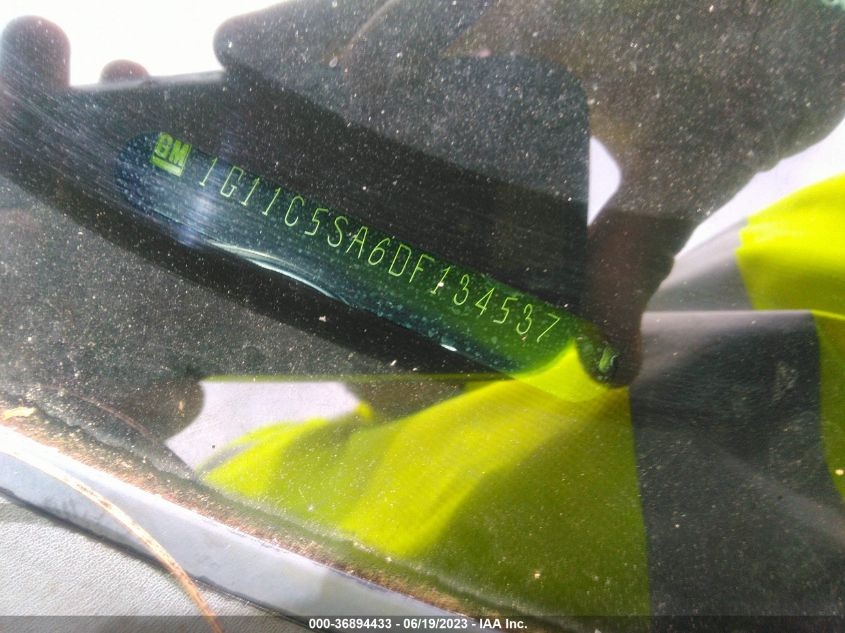 GM 1G11C5SA6DF134537
000-36894433 - 06/19/2023 - IAA Inc.